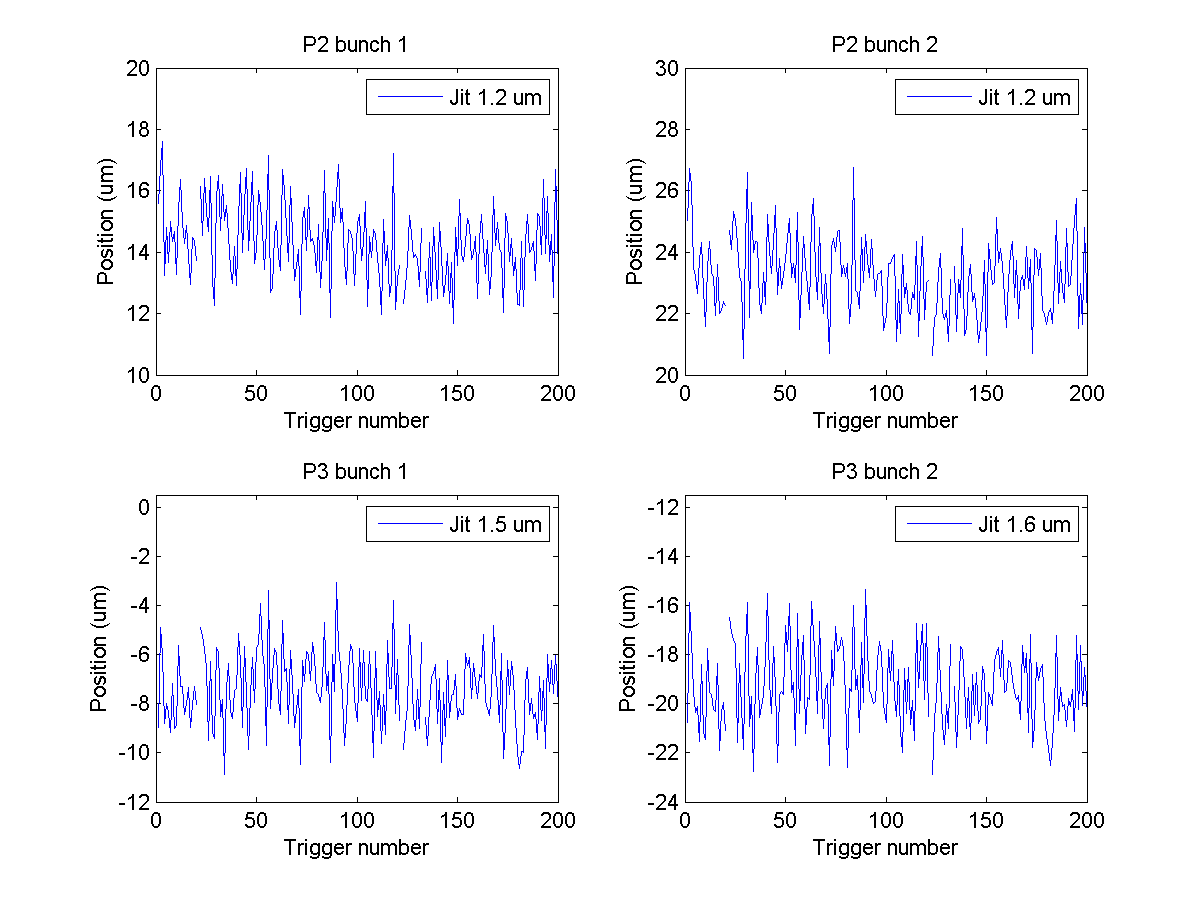 P2 bunch 1
Jit 1.2 um
Position (um)
20
18
16
14
12
10
0 50 100 150 200
Trigger number
P2 bunch 2
Jit 1.2 um
Position (um)
30
28
26
24
22
20
0 50 100 150 200
Trigger number
P3 bunch 1
Jit 1.5 um
Position (um)
0
-2
-4
-6
-8
-10
-12
0 50 100 150 200
Trigger number
P3 bunch 2
Jit 1.6 um
Position (um)
-12
-14
-16
-18
-20
-22
-24
0 50 100 150 200
Trigger number